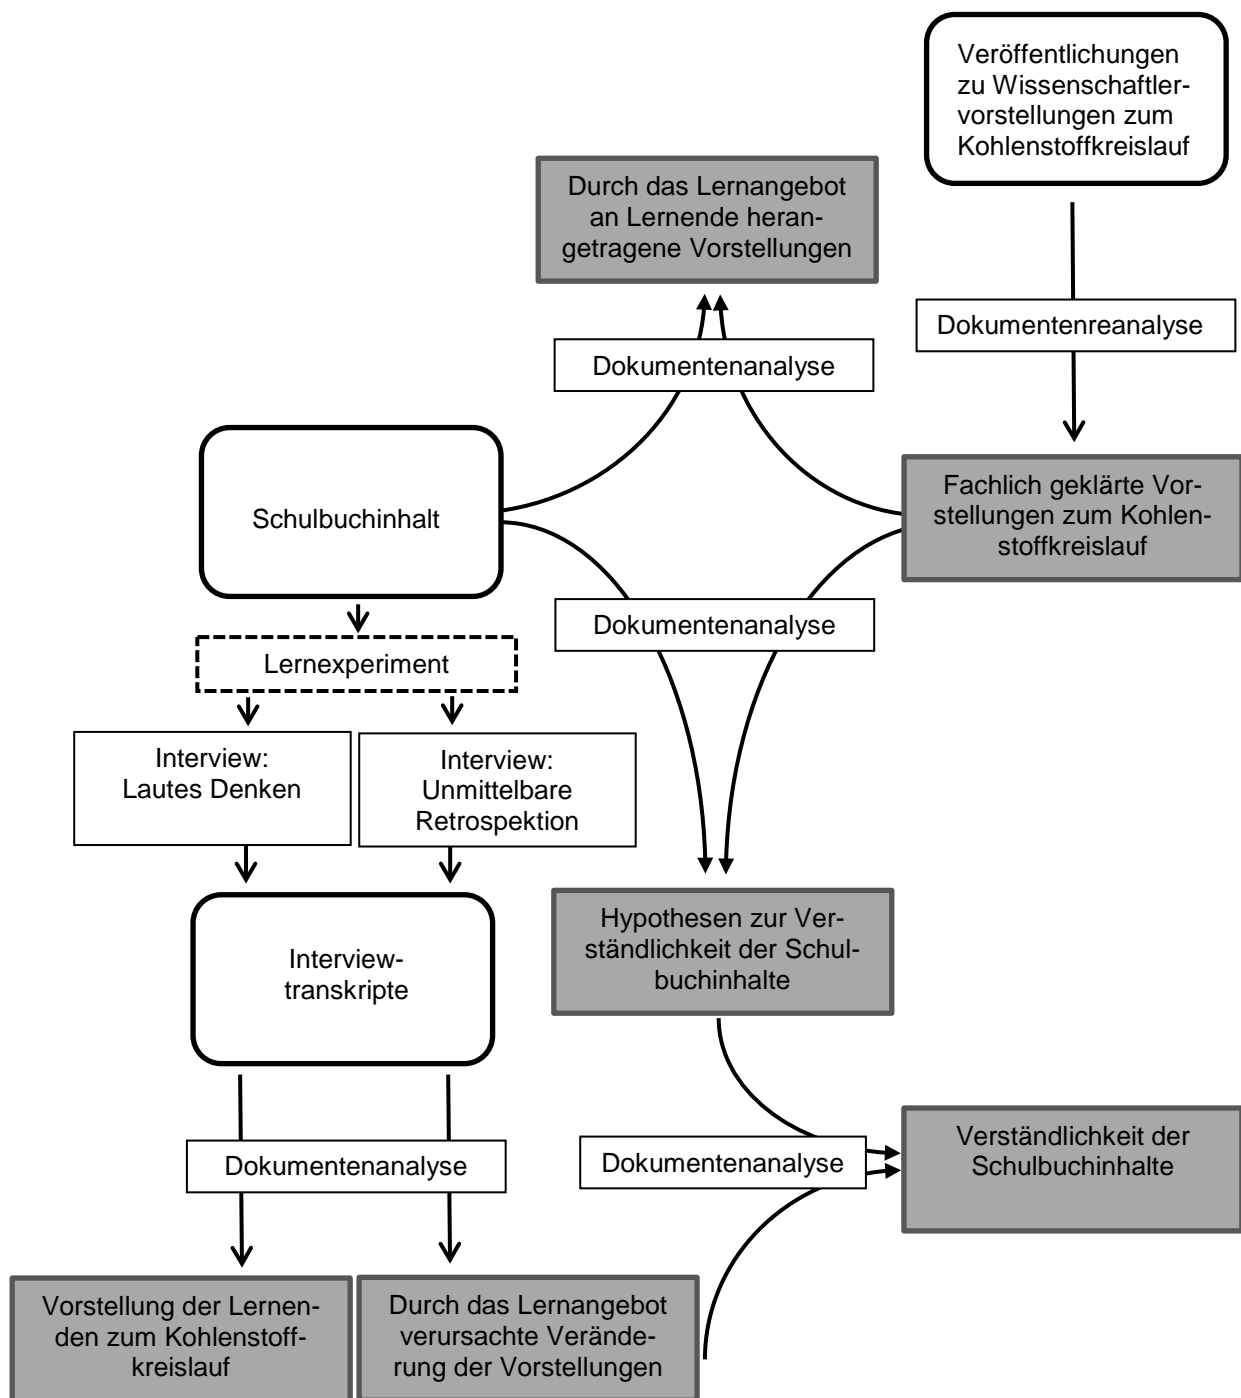 Veröffentlichungen
zu Wissenschaftler-
vorstellungen zum
Kohlenstoffkreislauf
Durch das Lernangebot
an Lernende heran-
getragene Vorstellungen
Dokumentenreanalyse
Dokumentenanalyse
Schulbuchinhalt
Fachlich geklärte Vor-
stellungen zum Kohlen-
stoffkreislauf
Dokumentenanalyse
Lernexperiment
Interview:
Lautes Denken
Interview:
Unmittelbare
Retrospektion
Hypothesen zur Ver-
ständlichkeit der Schul-
buchinhalte
Interview-
transkripte
Dokumentenanalyse
Dokumentenanalyse
Verständlichkeit der
Schulbuchinhalte
Vorstellung der Lernen-
den zum Kohlenstoff-
kreislauf
Durch das Lernangebot
verursachte Verände-
rung der Vorstellungen